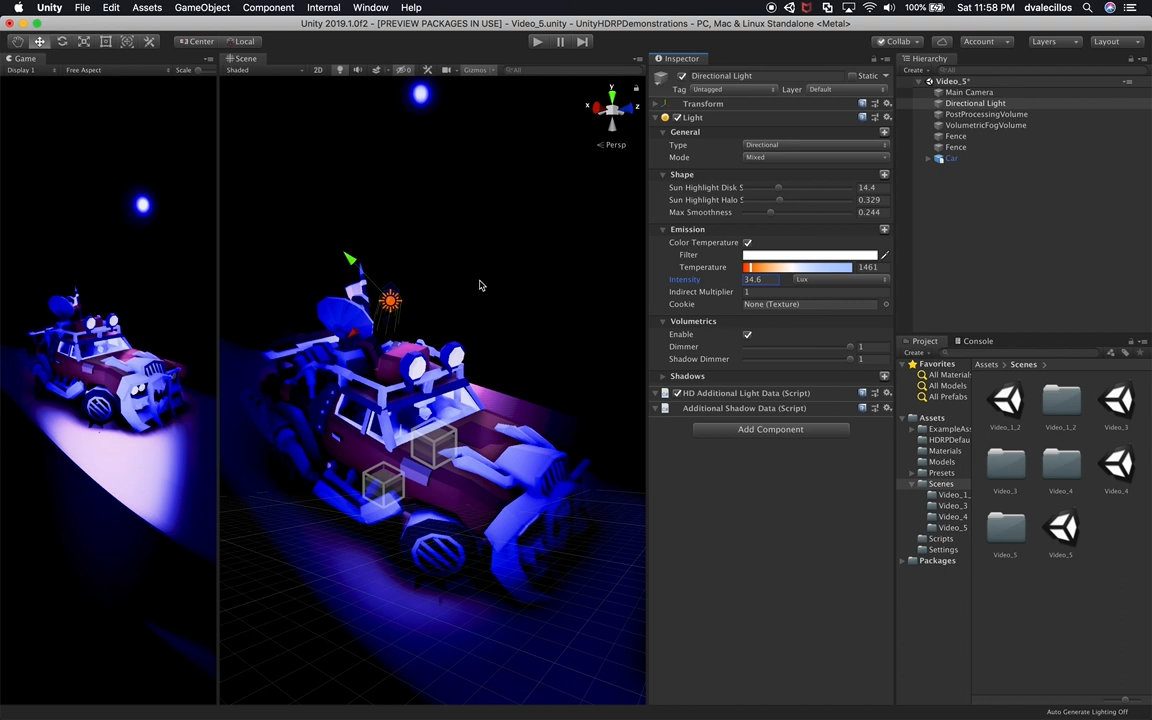 Unity File Edit Assets GameObject Component Internal Window Help 100% Sat 11:58 PM dvalecillos
Unity 2019.1.0f2 - [PREVIEW PACKAGES IN USE] - Video_5.unity - UnityHDRPDemonstrations - PC, Mac & Linux Standalone <Metal>
Center Local Collab Account Layers Layout
Game
Display 1 Free Aspect Scale
Scene
Shaded 2D 0 Gizmos All
y
x
z
Persp
Inspector
Directional Light Static
Tag Untagged Layer Default
Transform
Light
General
Type Directional
Mode Mixed
Shape
Sun Highlight Disk S 14.4
Sun Highlight Halo S 0.329
Max Smoothness 0.244
Emission
Color Temperature
Filter
Temperature 1461
Intensity 34.6 Lux
Indirect Multiplier 1
Cookie None (Texture)
Volumetrics
Enable
Dimmer 1
Shadow Dimmer 1
Shadows
HD Additional Light Data (Script)
Additional Shadow Data (Script)
Add Component
Hierarchy
Create All
Video_5*
Main Camera
Directional Light
PostProcessingVolume
VolumetricFogVolume
Fence
Fence
Car
Project Console
Create
Favorites
All Material
All Models
All Prefabs
Assets
ExampleAss
HDRPDefau
Materials
Models
Presets
Scenes
Video_1_
Video_3
Video_4
Video_5
Scripts
Settings
Packages
Assets Scenes
Video_1_2 Video_1_2 Video_3
Video_3 Video_4 Video_4
Video_5 Video_5
Auto Generate Lighting Off